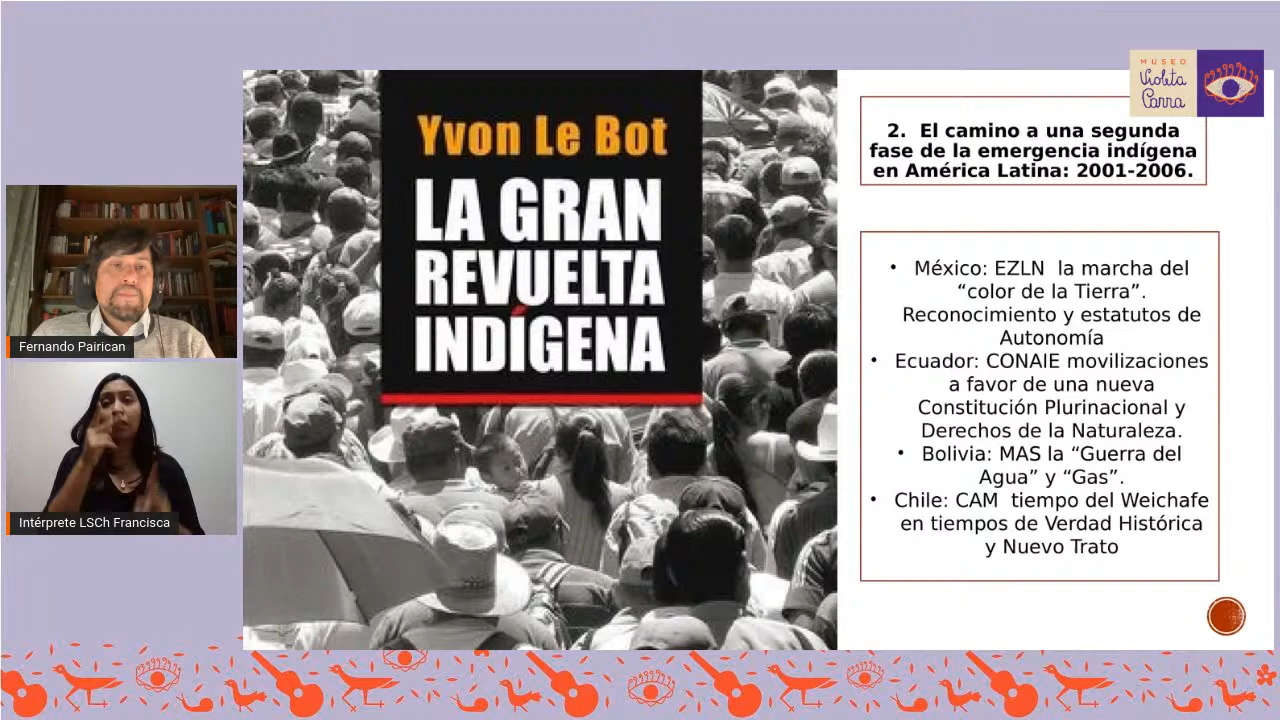 MUSEO
Violeta
Parra
Yvon Le Bot
LA GRAN
REVUELTA
INDÍGENA
2. El camino a una segunda
fase de la emergencia indígena
en América Latina: 2001-2006.
• México: EZLN la marcha del
“color de la Tierra”.
Reconocimiento y estatutos de
Autonomía
• Ecuador: CONAIE movilizaciones
a favor de una nueva
Constitución Plurinacional y
Derechos de la Naturaleza.
• Bolivia: MAS la “Guerra del
Agua” y “Gas”.
• Chile: CAM tiempo del Weichafe
en tiempos de Verdad Histórica
y Nuevo Trato
Fernando Pairican
Intérprete LSCh Francisca